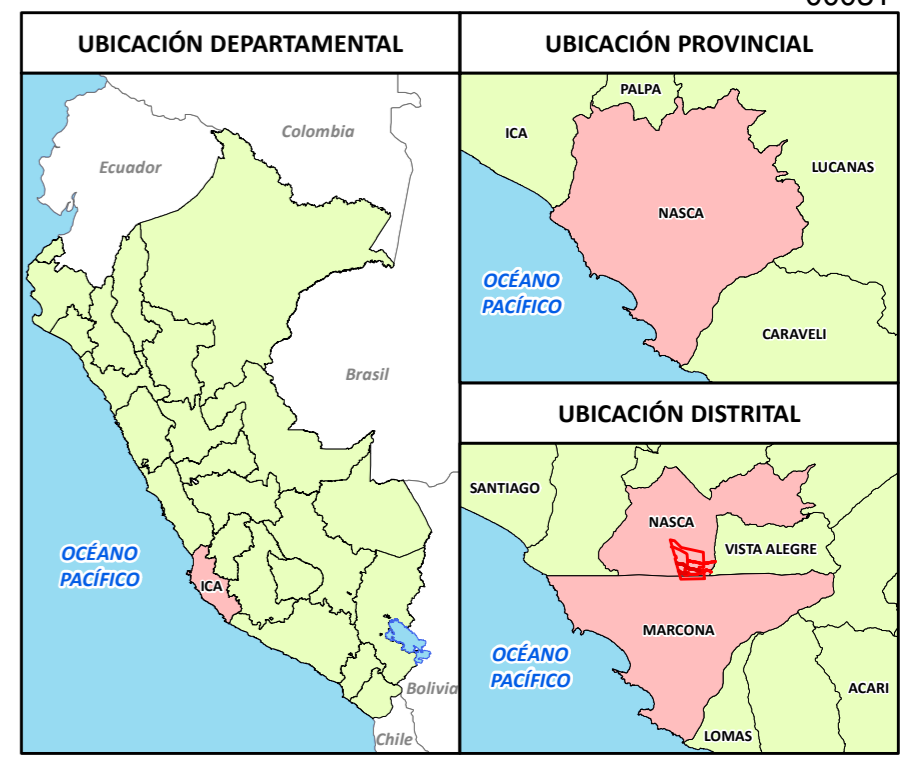 UBICACIÓN DEPARTAMENTAL
Colombia
Ecuador
Brasil
OCÉANO
PACÍFICO
ICA
Bolivia
Chile
UBICACIÓN PROVINCIAL
PALPA
ICA
LUCANAS
NASCA
OCÉANO
PACÍFICO
CARAVELI
UBICACIÓN DISTRITAL
SANTIAGO
NASCA
VISTA ALEGRE
MARCONA
OCÉANO
PACÍFICO
ACARI
LOMAS